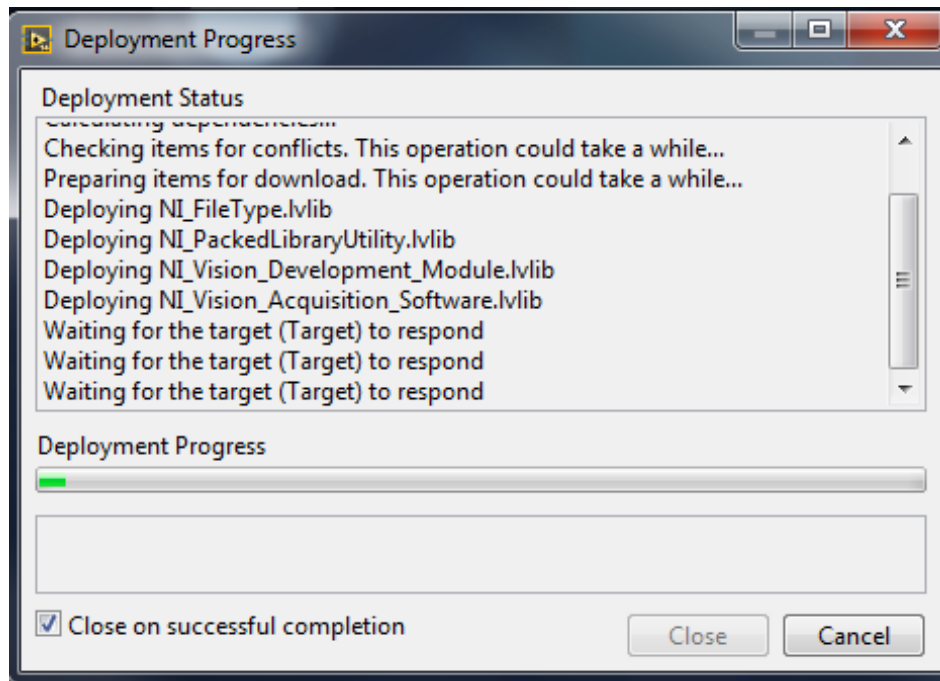 Deployment Progress
Deployment Status
Calculating dependencies...
Checking items for conflicts. This operation could take a while...
Preparing items for download. This operation could take a while...
Deploying NI_FileType.lvlib
Deploying NI_PackedLibraryUtility.lvlib
Deploying NI_Vision_Development_Module.lvlib
Deploying NI_Vision_Acquisition_Software.lvlib
Waiting for the target (Target) to respond
Waiting for the target (Target) to respond
Waiting for the target (Target) to respond
Deployment Progress
Close on successful completion
Close
Cancel